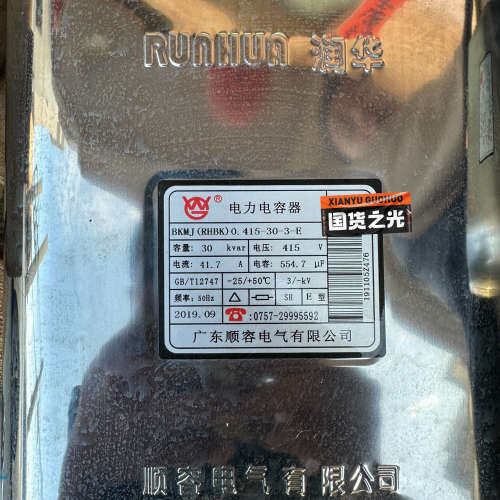 RUNHUN 润华
电力电容器
XIANYU GUOHUO
国货之光
BKMJ(RHBK)0.415-30-3-E
容量: 30 kvar 电压: 415 V
电流: 41.7 A 电容: 554.7 μF
GB/T12747 -25/+50℃ 3/-kV
频率: 50Hz SH E 型
2019.09 :0757-29995592
1911052476
广东顺容电气有限公司
顺容电气有限公司